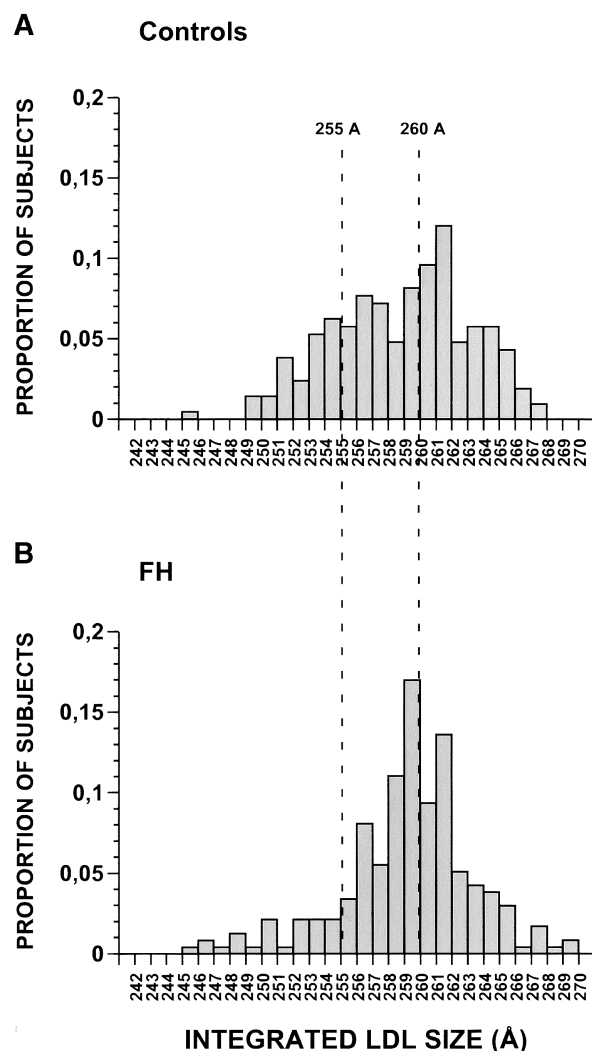 A
Controls
PROPORTION OF SUBJECTS
0,2
0,15
0,1
0,05
0
255 A
260 A
242 243 244 245 246 247 248 249 250 251 252 253 254 255 256 257 258 259 260 261 262 263 264 265 266 267 268 269 270
B
FH
PROPORTION OF SUBJECTS
0,2
0,15
0,1
0,05
0
242 243 244 245 246 247 248 249 250 251 252 253 254 255 256 257 258 259 260 261 262 263 264 265 266 267 268 269 270
INTEGRATED LDL SIZE (Å)